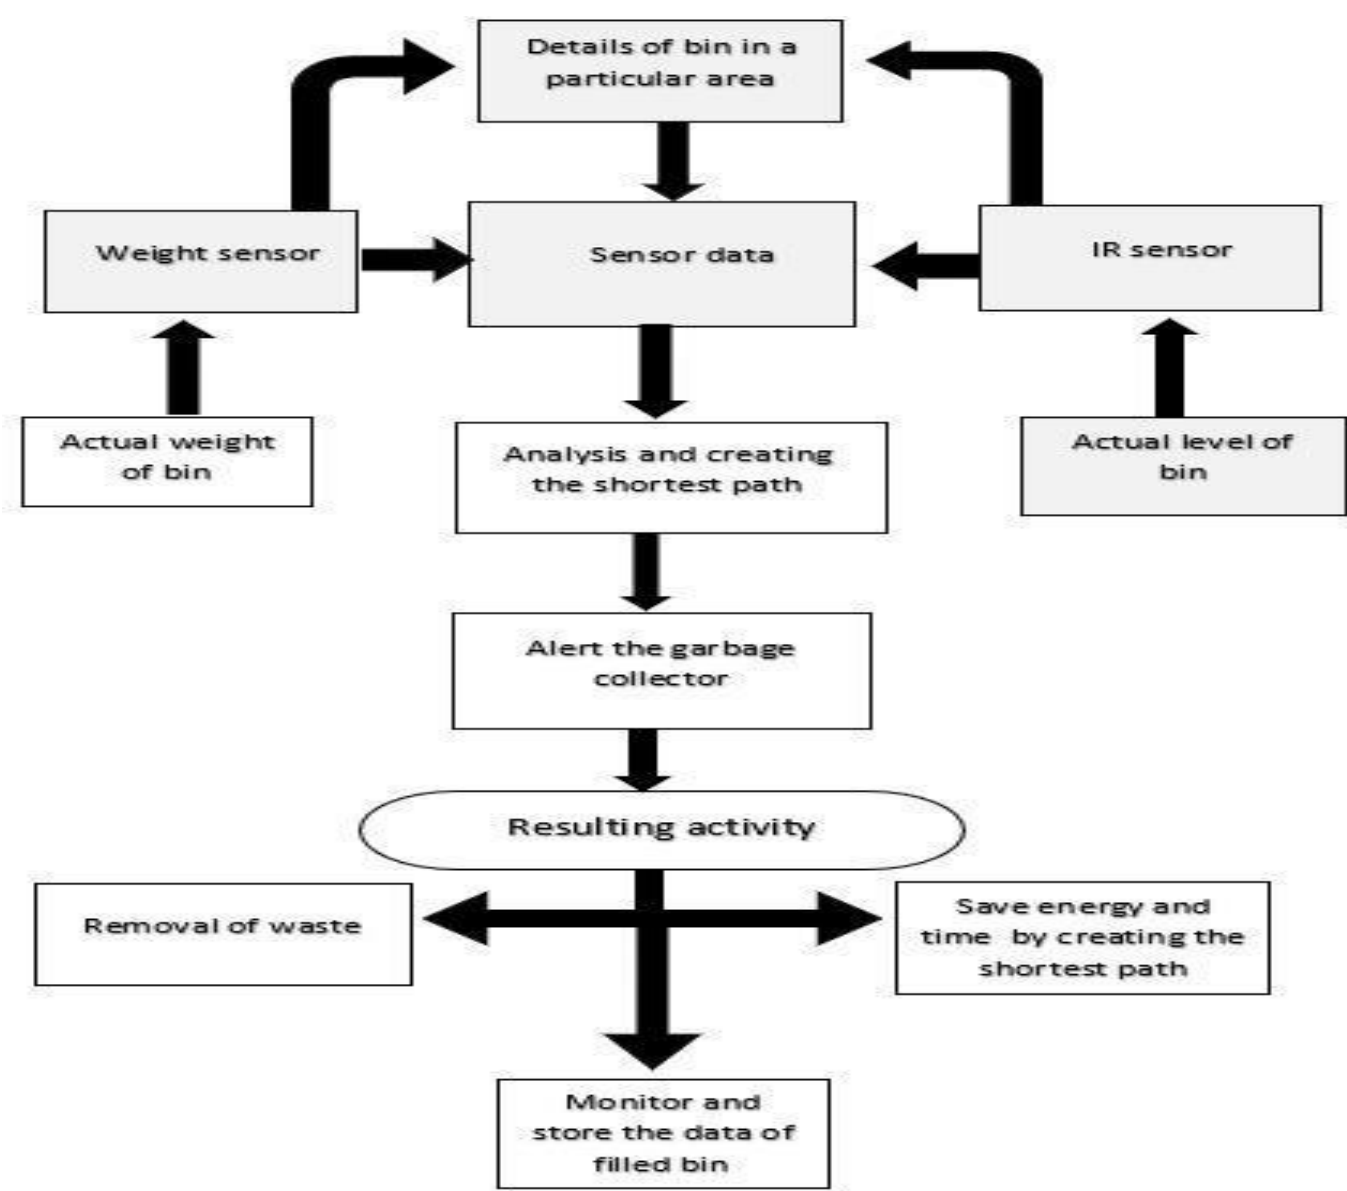 Details of bin in a
particular area
Weight sensor
Sensor data
IR sensor
Actual weight
of bin
Analysis and creating
the shortest path
Actual level of
bin
Alert the garbage
collector
Resulting activity
Removal of waste
Save energy and
time by creating the
shortest path
Monitor and
store the data of
filled bin